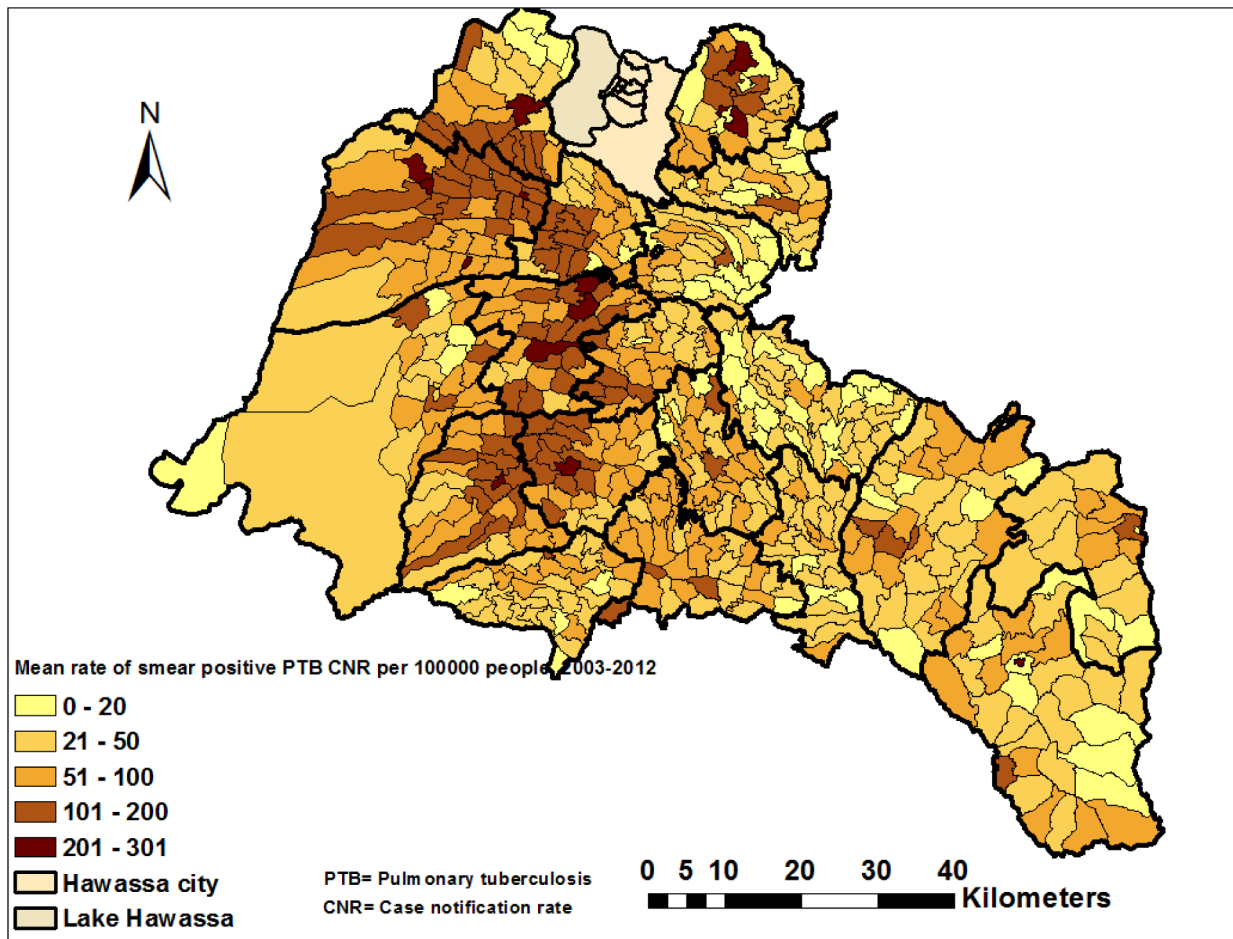 N
Mean rate of smear positive PTB CNR per 100000 people, 2003-2012
0 - 20
21 - 50
51 - 100
101 - 200
201 - 301
Hawassa city
Lake Hawassa
PTB= Pulmonary tuberculosis
CNR= Case notification rate
0 5 10 20 30 40
Kilometers